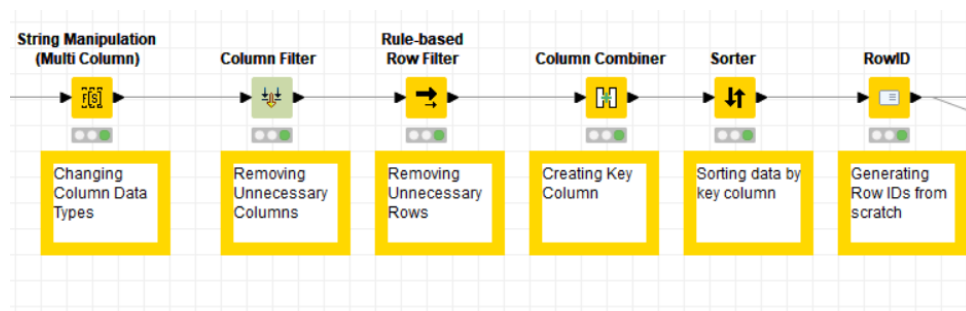 String Manipulation
(Multi Column)
Column Filter
Rule-based
Row Filter
Column Combiner
Sorter
RowID
F[S]
Changing
Column Data
Types
Removing
Unnecessary
Columns
Removing
Unnecessary
Rows
Creating Key
Column
Sorting data by
key column
Generating
Row IDs from
scratch